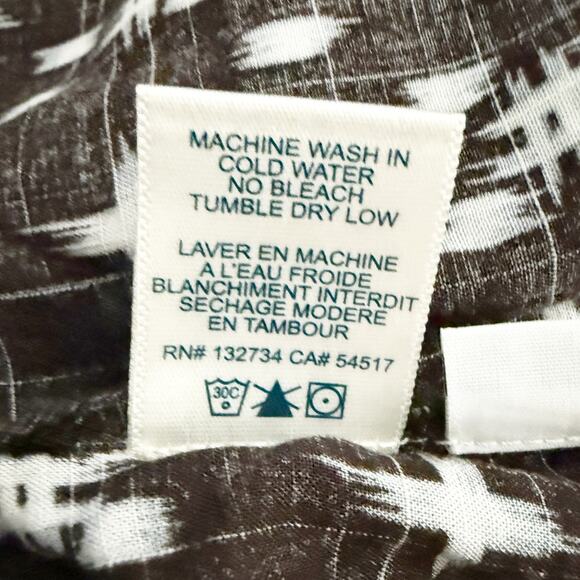 MACHINE WASH IN
COLD WATER
NO BLEACH
TUMBLE DRY LOW
LAVER EN MACHINE
A L'EAU FROIDE
BLANCHIMENT INTERDIT
SECHAGE MODERE
EN TAMBOUR
RN# 132734 CA# 54517
30C